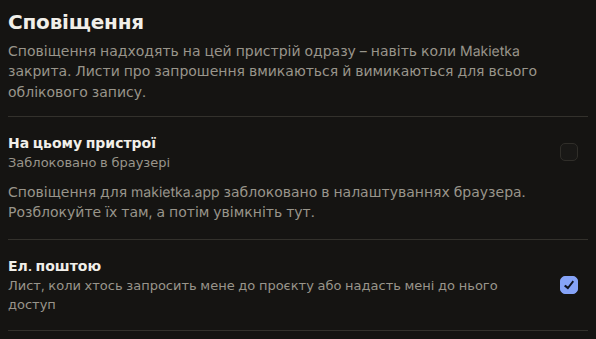 Сповіщення
Сповіщення надходять на цей пристрій одразу – навіть коли Makietka
закрита. Листи про запрошення вмикаються й вимикаються для всього
облікового запису.
На цьому пристрої
Заблоковано в браузері
Сповіщення для makietka.app заблоковано в налаштуваннях браузера.
Розблокуйте їх там, а потім увімкніть тут.
Ел. поштою
Лист, коли хтось запросить мене до проєкту або надасть мені до нього
доступ